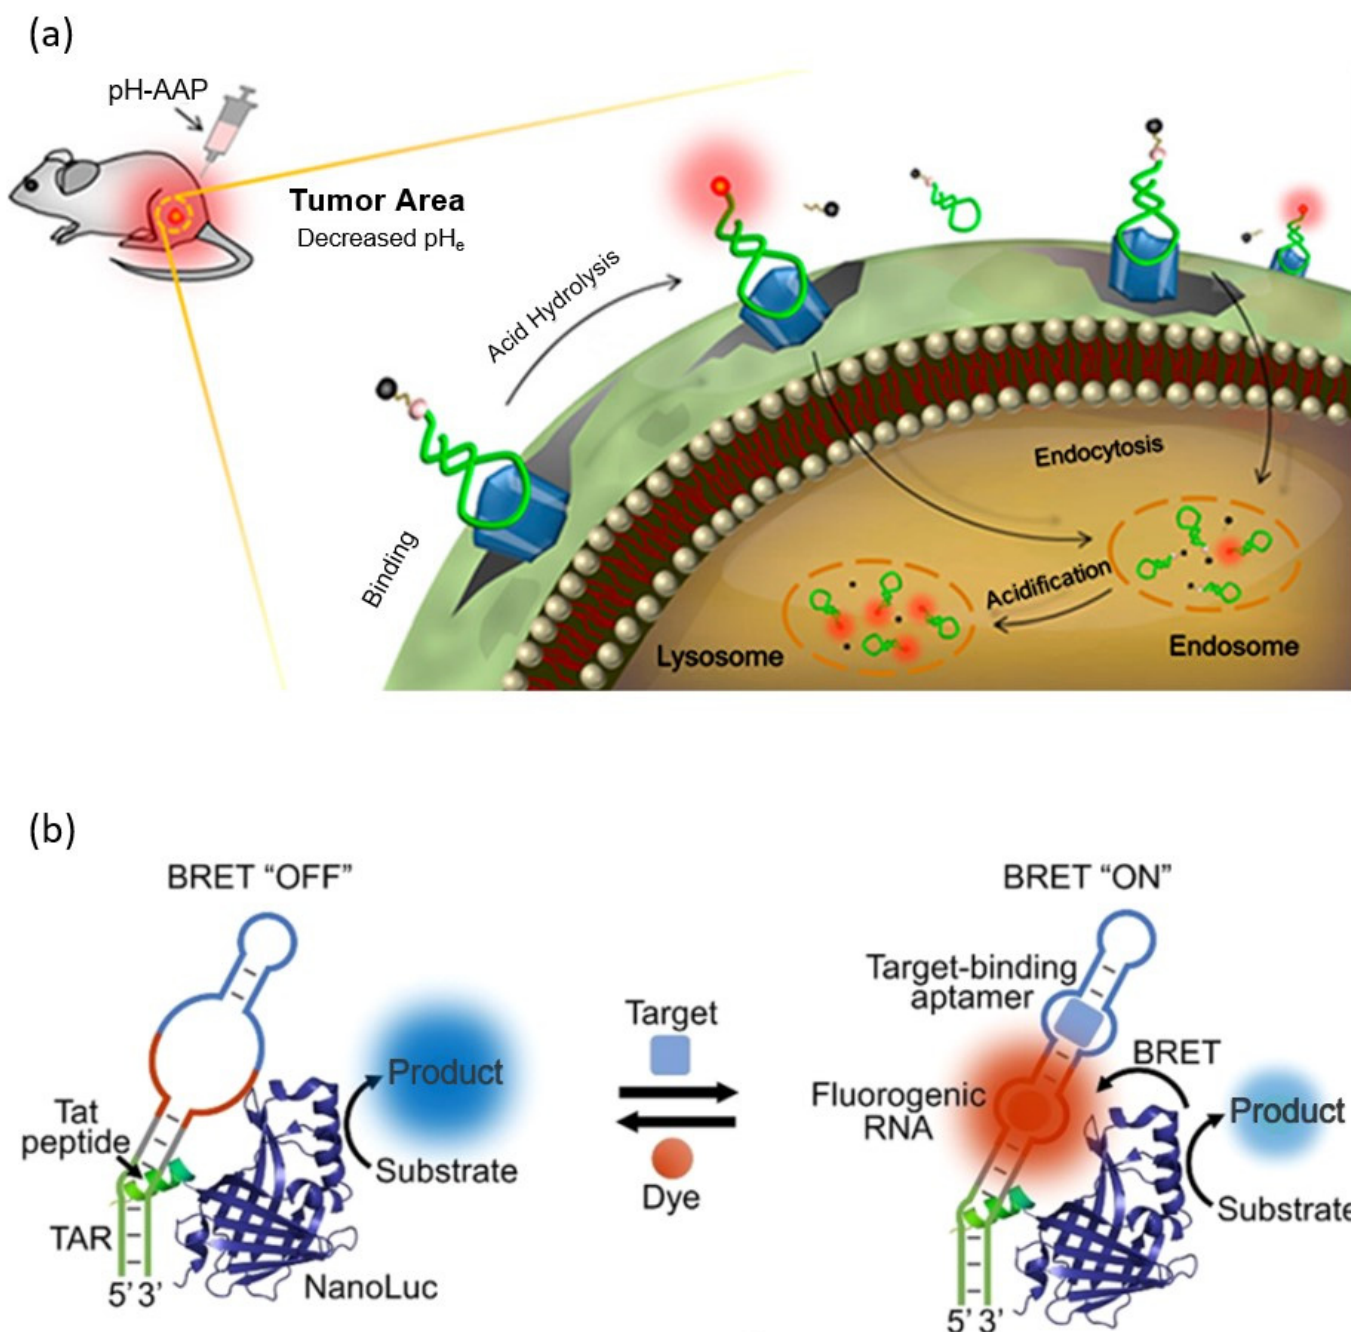 (a)
pH-AAP
Tumor Area
Decreased pHe
Acid Hydrolysis
Binding
Endocytosis
Acidification
Lysosome
Endosome
(b)
BRET “OFF”
BRET “ON”
Target-binding
aptamer
Target
Product
BRET
Fluorogenic
RNA
Product
Tat
peptide
Substrate
Dye
Substrate
TAR
NanoLuc
5’ 3’
5’ 3’